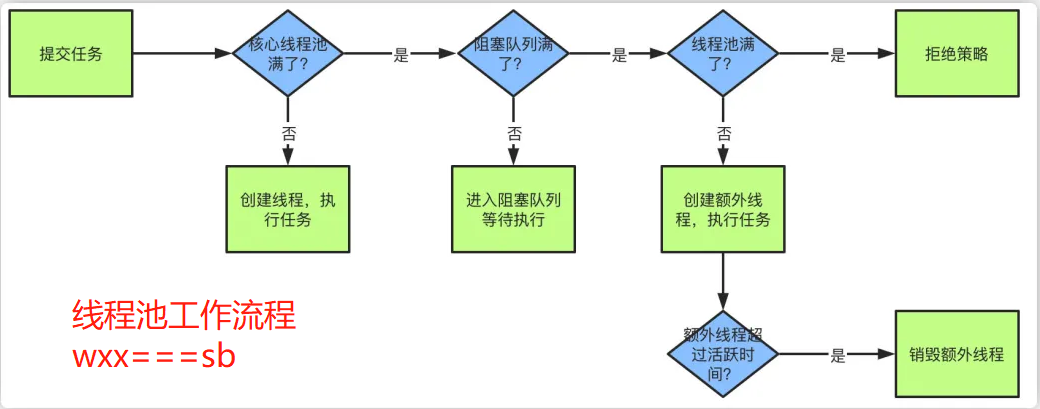 提交任务
核心线程池
满了？
是
阻塞队列满
了？
是
线程池满
了？
是
拒绝策略
否
否
否
创建线程，执
行任务
进入阻塞队列
等待执行
创建额外线
程，执行任务
线程池工作流程
wxx===sb
额外线程超
过活跃时
间？
是
销毁额外线程